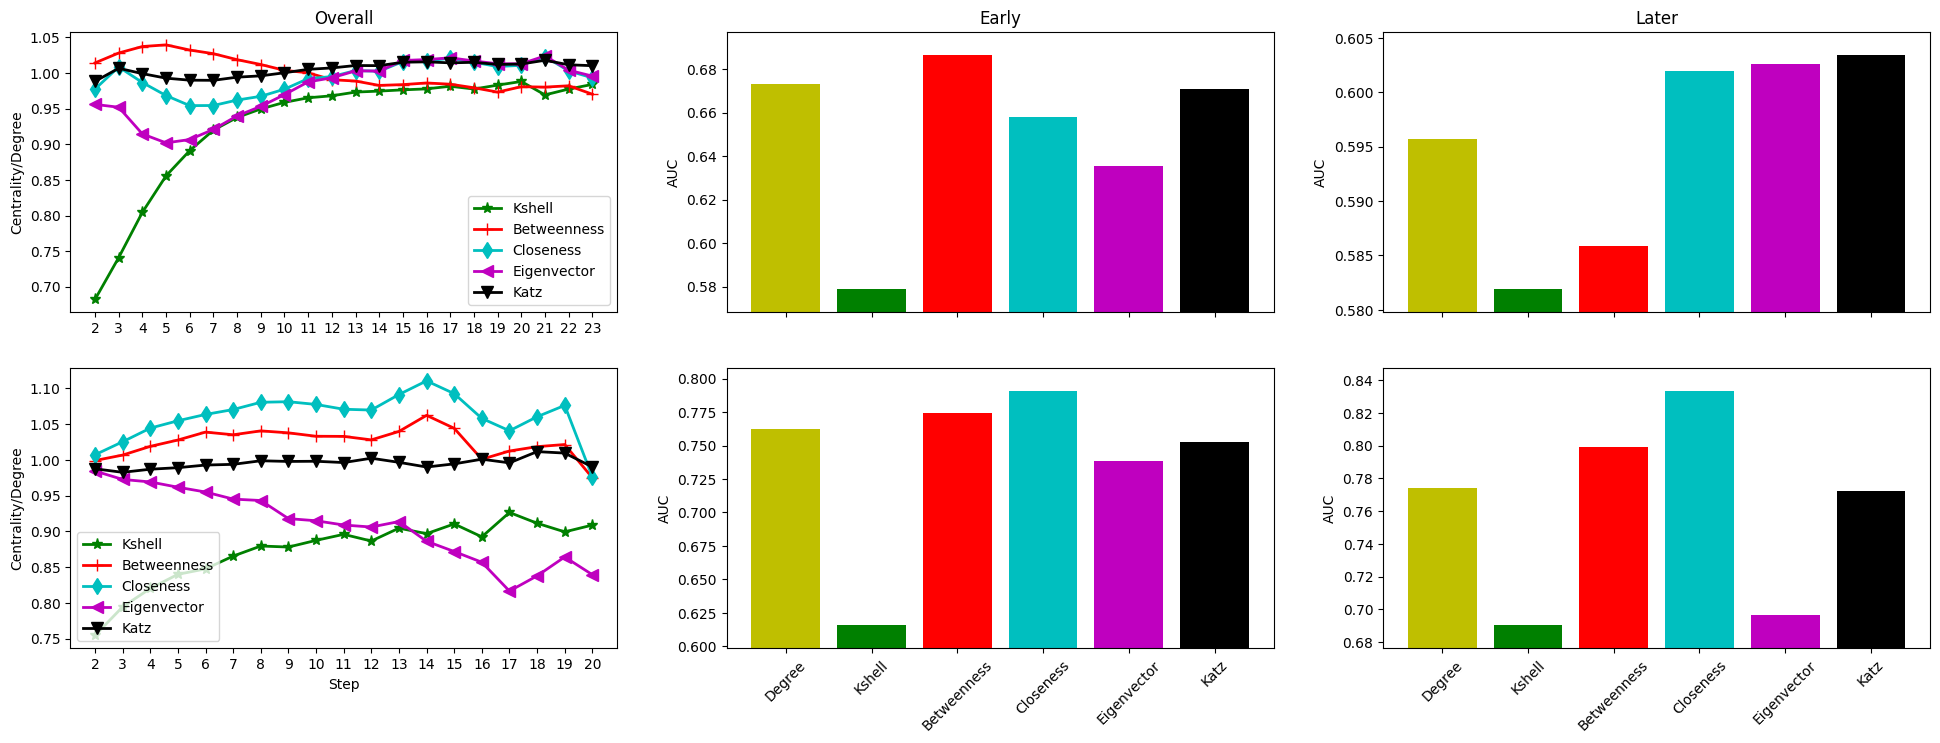 Overall
Centrality/Degree
1.05
1.00
0.95
0.90
0.85
0.80
0.75
0.70
Kshell
Betweenness
Closeness
Eigenvector
Katz
2 3 4 5 6 7 8 9 10 11 12 13 14 15 16 17 18 19 20 21 22 23
Early
AUC
0.68
0.66
0.64
0.62
0.60
0.58
Later
AUC
0.605
0.600
0.595
0.590
0.585
0.580
Centrality/Degree
1.10
1.05
1.00
0.95
0.90
0.85
0.80
0.75
Kshell
Betweenness
Closeness
Eigenvector
Katz
2 3 4 5 6 7 8 9 10 11 12 13 14 15 16 17 18 19 20
Step
AUC
0.800
0.775
0.750
0.725
0.700
0.675
0.650
0.625
0.600
Degree
Kshell
Betweenness
Closeness
Eigenvector
Katz
AUC
0.84
0.82
0.80
0.78
0.76
0.74
0.72
0.70
0.68
Degree
Kshell
Betweenness
Closeness
Eigenvector
Katz